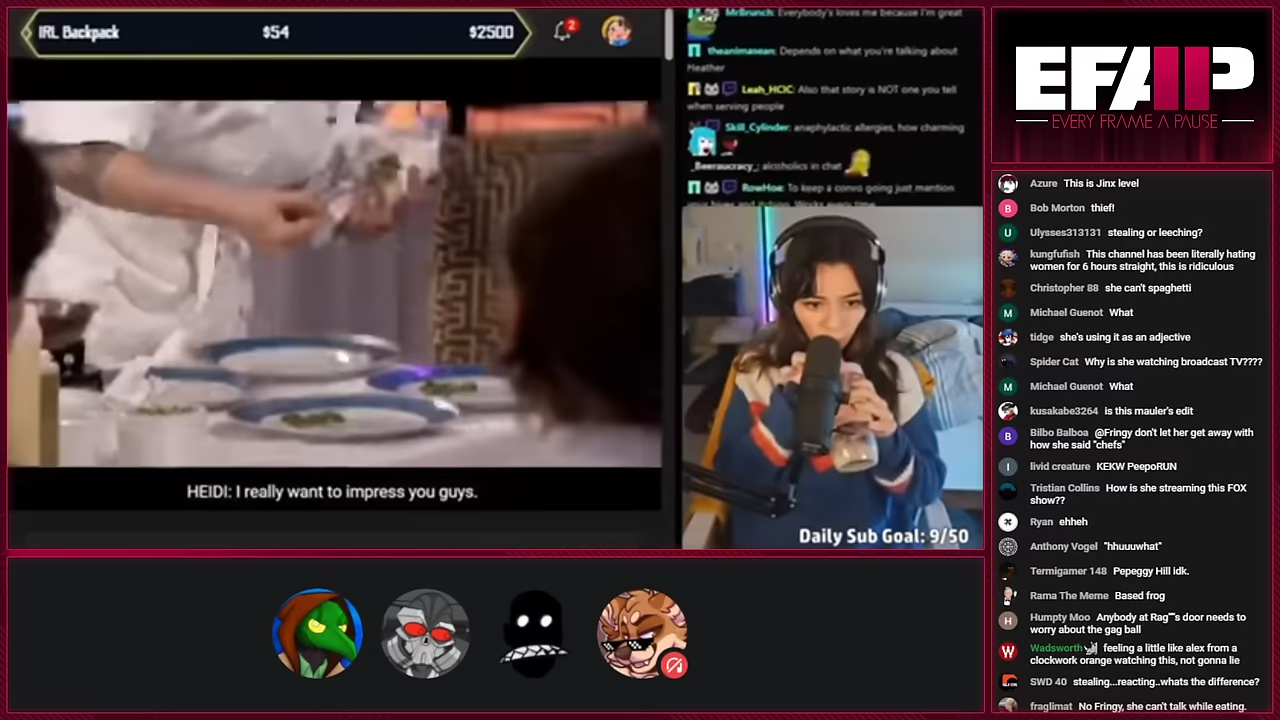 IRL Backpack
$54
$2500
2
MrBrunch: Everybody's loves me because I'm great
theanimasean: Depends on what you're talking about
Heather
Leah_HCIC: Also that story is NOT one you tell
when serving people
Skill_Cylinder: anaphylactic allergies, how charming
_Beeraucracy_: alcoholics in chat
RowHoe: To keep a convo going just mention
HEIDI: I really want to impress you guys.
Daily Sub Goal: 9/50
EFAP
EVERY FRAME A PAUSE
Azure This is Jinx level
B Bob Morton thief!
U Ulysses313131 stealing or leeching?
kungfufish This channel has been literally hating
women for 6 hours straight, this is ridiculous
Christopher 88 she can't spaghetti
M Michael Guenot What
tidge she's using it as an adjective
Spider Cat Why is she watching broadcast TV????
M Michael Guenot What
kusakabe3264 is this mauler's edit
B Bilbo Balboa @Fringy don't let her get away with
how she said "chefs"
I livid creature KEKW PeepoRUN
Tristian Collins How is she streaming this FOX
show??
Ryan ehheh
Anthony Vogel "hhuuuwhat"
Termigamer 148 Pepeggy Hill idk.
Rama The Meme Based frog
H Humpty Moo Anybody at Rag""s door needs to
worry about the gag ball
W Wadsworth feeling a little like alex from a
clockwork orange watching this, not gonna lie
SWD 40 stealing...reacting..whats the difference?
fraglimat No Fringy, she can't talk while eating.